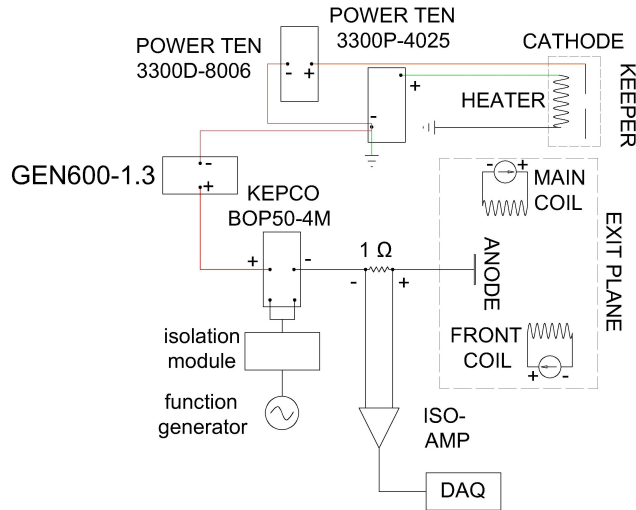 POWER TEN
3300P-4025
POWER TEN
3300D-8006
- +
+
-
CATHODE
HEATER
KEEPER
GEN600-1.3
-
+
KEPCO
BOP50-4M
+ -
1 Ω
- +
- +
MAIN
COIL
ANODE
EXIT PLANE
FRONT
COIL
+ -
isolation
module
function
generator
ISO-
AMP
DAQ